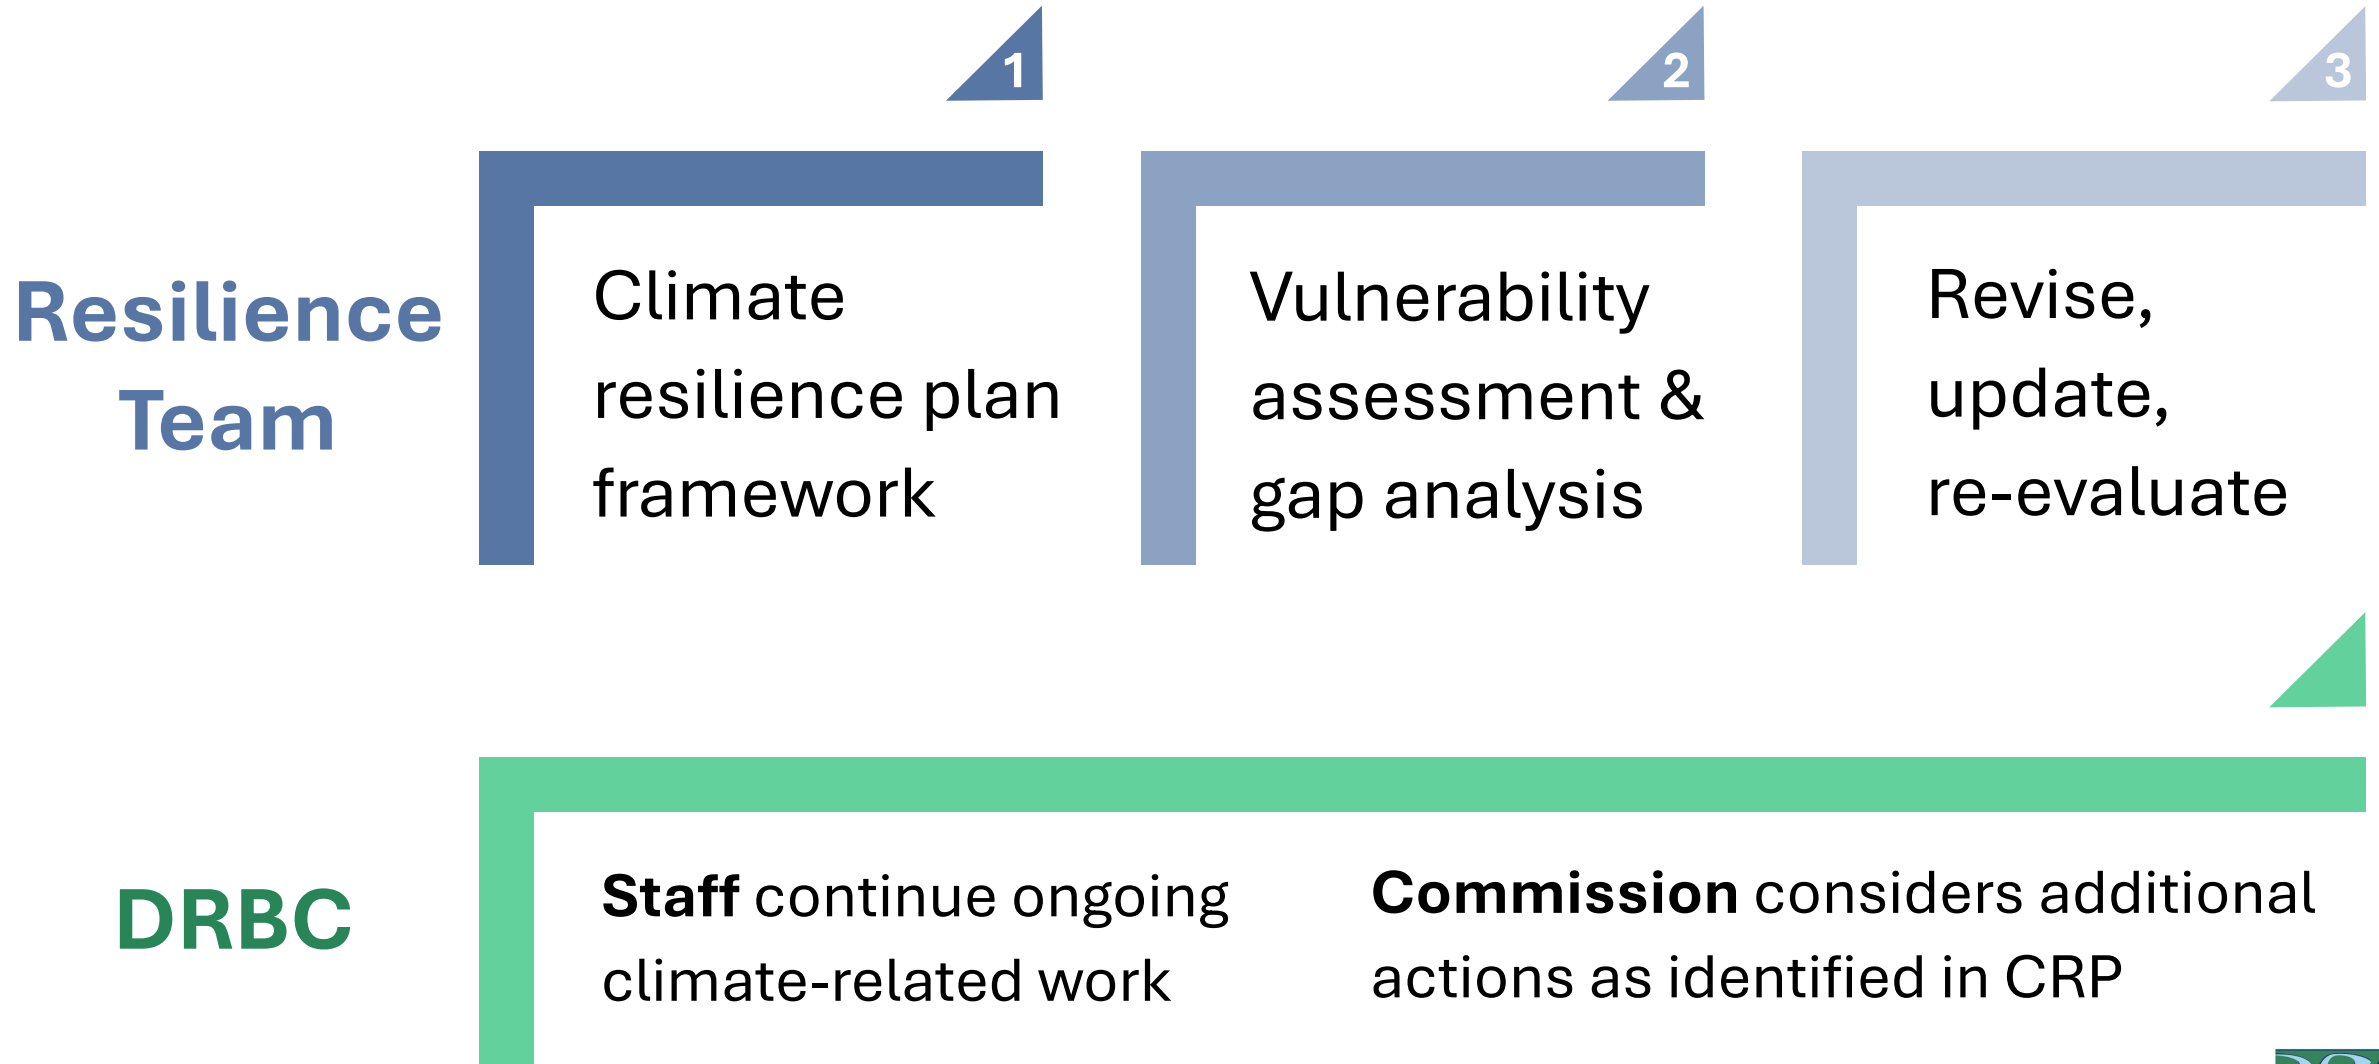 1
2
3
Resilience
Team
Climate
resilience plan
framework
Vulnerability
assessment &
gap analysis
Revise,
update,
re-evaluate
DRBC
Staff continue ongoing
climate-related work
Commission considers additional
actions as identified in CRP